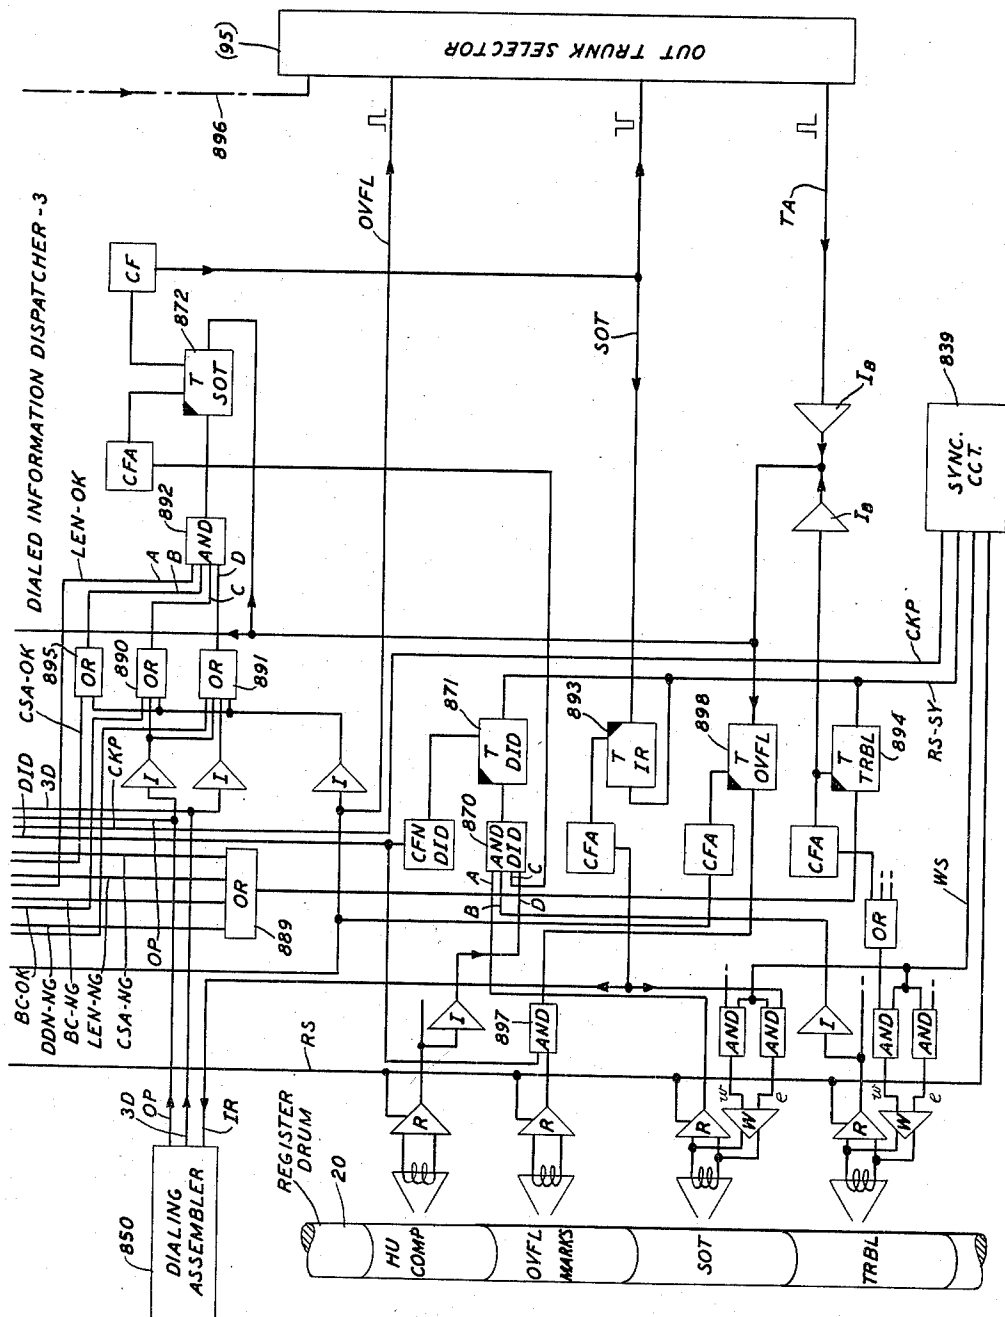 DIALED INFORMATION DISPATCHER - 3
850
DIALING
ASSEMBLER
3D
OP
IR
BC-OK
DDN-NG
BC-NG
LEN-NG
CSA-NG
OP
CKP
3D
DID
CSA-OK
895
LEN-OK
OR
889
OR
890
OR
891
OR
I
I
I
A
B
C
D
892
AND
CFA
T
SOT
872
CF
896
(95)
OUT TRUNK SELECTOR
OVFL
SOT
TA
RS
REGISTER
DRUM
20
HU
COMP
OVFL
MARKS
SOT
TRBL
R
R
R
W
R
W
w
e
w
e
I
897
AND
AND
AND
I
AND
AND
OR
A
B
D
C
870
AND
DID
CFN
DID
871
T
DID
CFA
893
T
IR
CFA
898
T
OVFL
CFA
T
TRBL
894
IB
IB
CKP
RS-SY
WS
839
SYNC.
CCT.